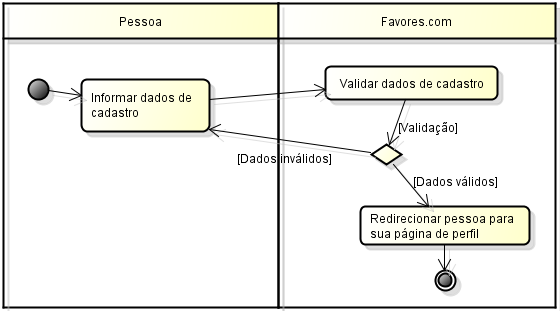 Pessoa
Favores.com
Informar dados de
cadastro
Validar dados de cadastro
[Validação]
[Dados inválidos]
[Dados válidos]
Redirecionar pessoa para
sua página de perfil